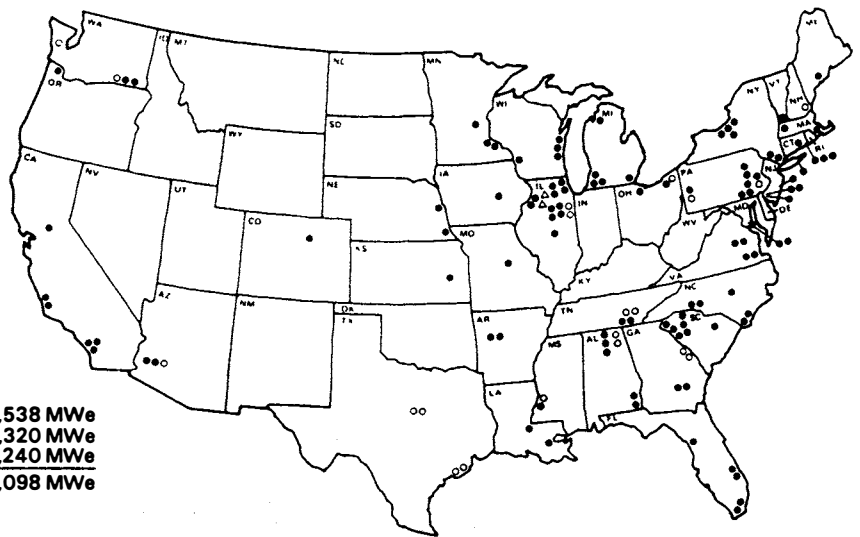 WA
MT
ME
ND
MN
OR
VT
NH
NY
WI
MI
MA
SD
CT
RI
WY
CA
IA
PA
NJ
NV
NE
IL
OH
UT
IN
MD
DE
CO
WV
MO
KS
KY
VA
NC
AZ
TN
NM
OK
SC
TX
AR
MS
AL
GA
LA
,538 MWe
,320 MWe
,240 MWe
FL
,098 MWe